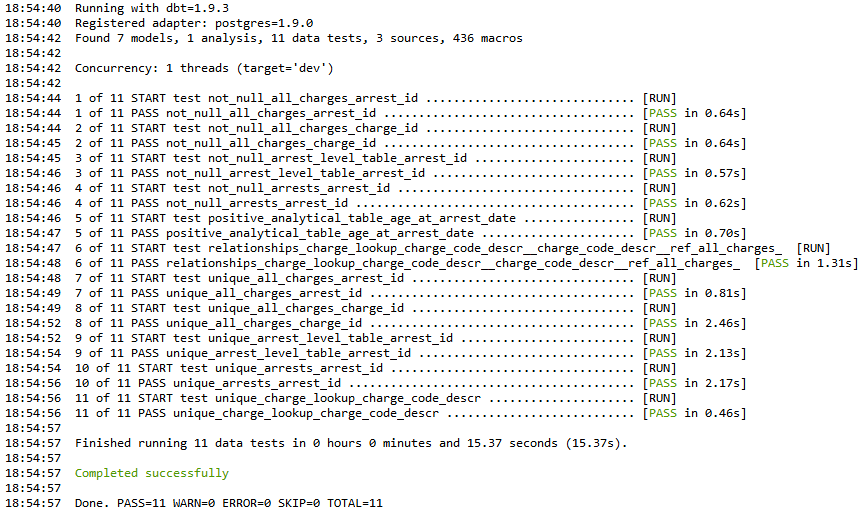 18:54:40  Running with dbt=1.9.3
18:54:40  Registered adapter: postgres=1.9.0
18:54:42  Found 7 models, 1 analysis, 11 data tests, 3 sources, 436 macros
18:54:42
18:54:42  Concurrency: 1 threads (target='dev')
18:54:42
18:54:44  1 of 11 START test not_null_all_charges_arrest_id .............................. [RUN]
18:54:44  1 of 11 PASS not_null_all_charges_arrest_id .................................... [PASS in 0.64s]
18:54:44  2 of 11 START test not_null_all_charges_charge_id .............................. [RUN]
18:54:45  2 of 11 PASS not_null_all_charges_charge_id .................................... [PASS in 0.64s]
18:54:45  3 of 11 START test not_null_arrest_level_table_arrest_id ....................... [RUN]
18:54:46  3 of 11 PASS not_null_arrest_level_table_arrest_id ............................. [PASS in 0.57s]
18:54:46  4 of 11 START test not_null_arrests_arrest_id .................................. [RUN]
18:54:46  4 of 11 PASS not_null_arrests_arrest_id ........................................ [PASS in 0.62s]
18:54:46  5 of 11 START test positive_analytical_table_age_at_arrest_date ................ [RUN]
18:54:47  5 of 11 PASS positive_analytical_table_age_at_arrest_date ...................... [PASS in 0.70s]
18:54:47  6 of 11 START test relationships_charge_lookup_charge_code_descr__charge_code_descr__ref_all_charges_  [RUN]
18:54:48  6 of 11 PASS relationships_charge_lookup_charge_code_descr__charge_code_descr__ref_all_charges_  [PASS in 1.31s]
18:54:48  7 of 11 START test unique_all_charges_arrest_id ................................ [RUN]
18:54:49  7 of 11 PASS unique_all_charges_arrest_id ...................................... [PASS in 0.81s]
18:54:49  8 of 11 START test unique_all_charges_charge_id ................................ [RUN]
18:54:52  8 of 11 PASS unique_all_charges_charge_id ...................................... [PASS in 2.46s]
18:54:52  9 of 11 START test unique_arrest_level_table_arrest_id ......................... [RUN]
18:54:54  9 of 11 PASS unique_arrest_level_table_arrest_id ............................... [PASS in 2.13s]
18:54:54  10 of 11 START test unique_arrests_arrest_id ................................... [RUN]
18:54:56  10 of 11 PASS unique_arrests_arrest_id ......................................... [PASS in 2.17s]
18:54:56  11 of 11 START test unique_charge_lookup_charge_code_descr ..................... [RUN]
18:54:57  11 of 11 PASS unique_charge_lookup_charge_code_descr ........................... [PASS in 0.46s]
18:54:57
18:54:57  Finished running 11 data tests in 0 hours 0 minutes and 15.37 seconds (15.37s).
18:54:57
18:54:57  Completed successfully
18:54:57
18:54:57  Done. PASS=11 WARN=0 ERROR=0 SKIP=0 TOTAL=11